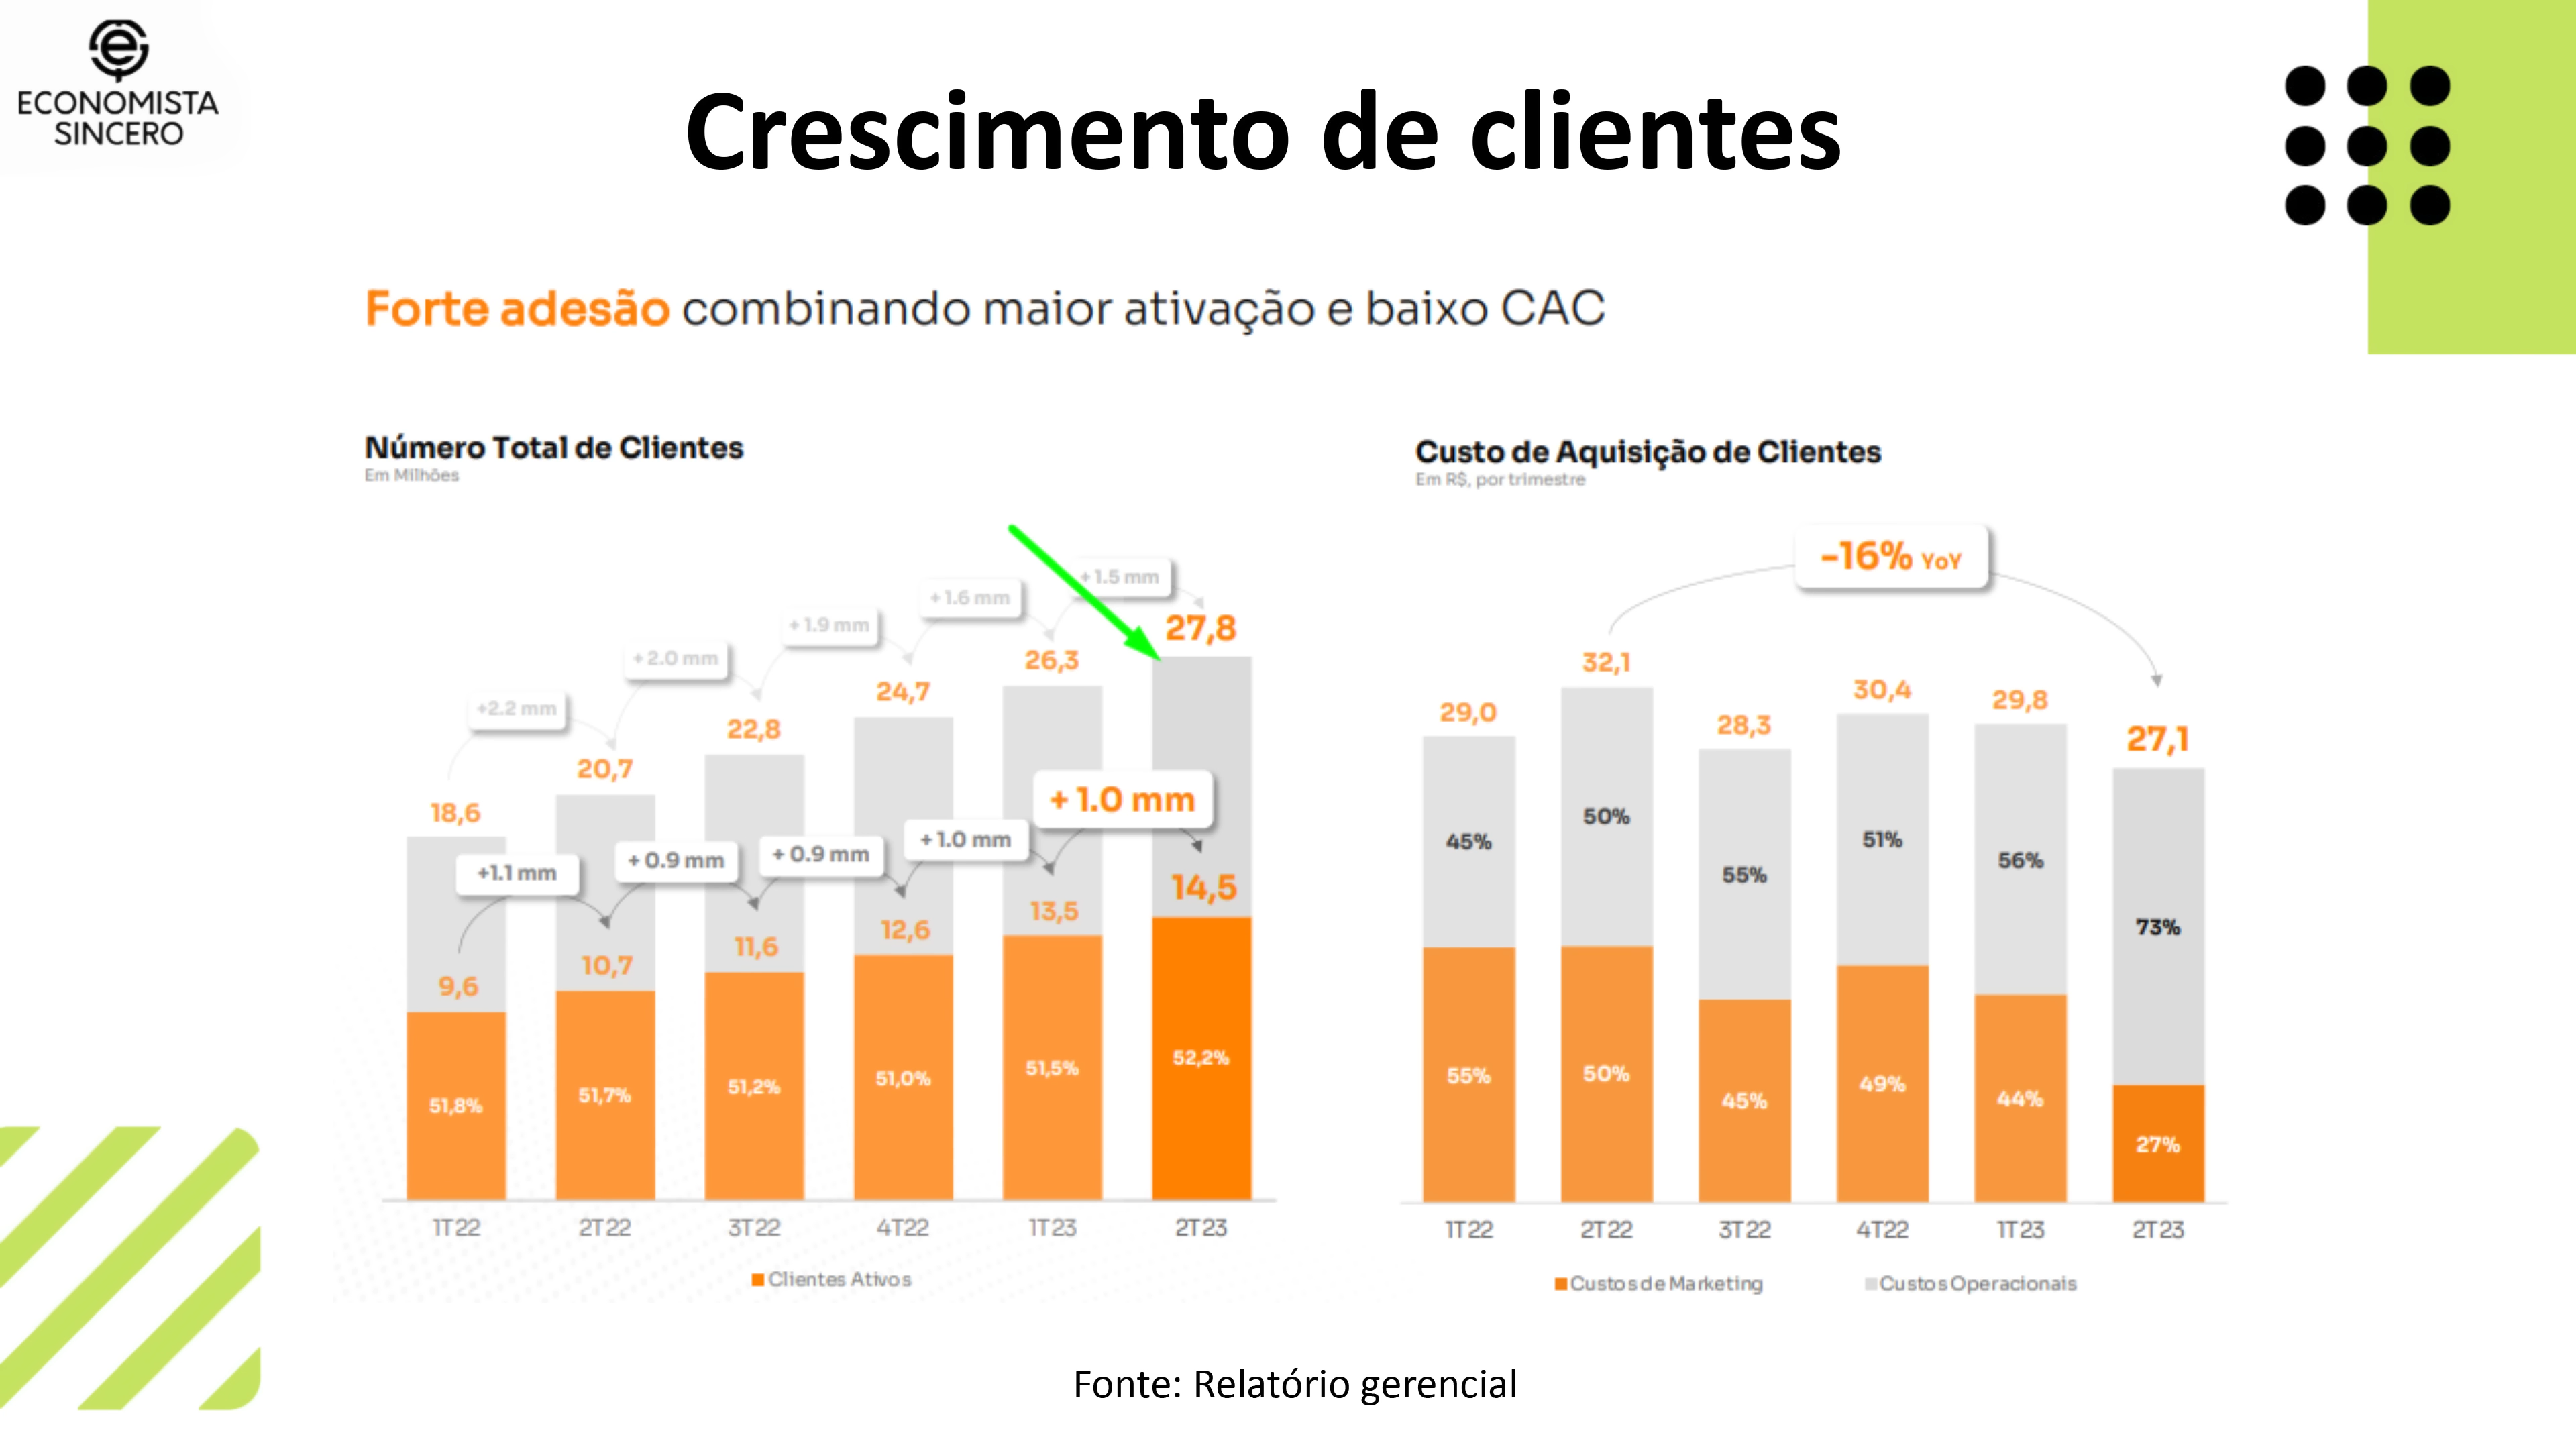 ECONOMISTA
SINCERO
Crescimento de clientes
Forte adesão combinando maior ativação e baixo CAC
Número Total de Clientes
Em Milhões
+ 1.5 mm
+ 1.6 mm
+ 1.9 mm
+ 2.0 mm
+2.2 mm
27,8
26,3
24,7
22,8
20,7
18,6
+ 1.0 mm
+ 1.0 mm
+ 0.9 mm
+ 0.9 mm
+1.1 mm
9,6
10,7
11,6
12,6
13,5
14,5
51,8%
51,7%
51,2%
51,0%
51,5%
52,2%
1T22 2T22 3T22 4T22 1T23 2T23
Clientes Ativos
Custo de Aquisição de Clientes
Em R$, por trimestre
-16% YoY
29,0
32,1
28,3
30,4
29,8
27,1
45% 50% 55% 51% 56% 73%
55% 50% 45% 49% 44% 27%
1T22 2T22 3T22 4T22 1T23 2T23
Custos de Marketing Custos Operacionais
Fonte: Relatório gerencial